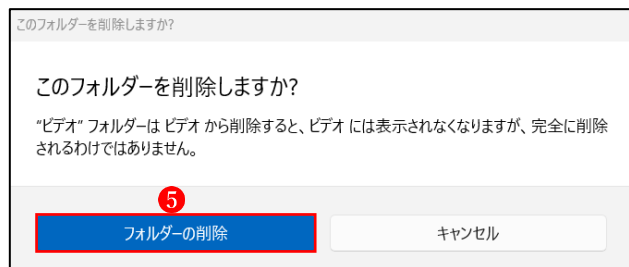 このフォルダーを削除しますか?
このフォルダーを削除しますか?
"ビデオ" フォルダーは ビデオ から削除すると、ビデオ には表示されなくなりますが、完全に削除
されるわけではありません。
5
フォルダーの削除 キャンセル